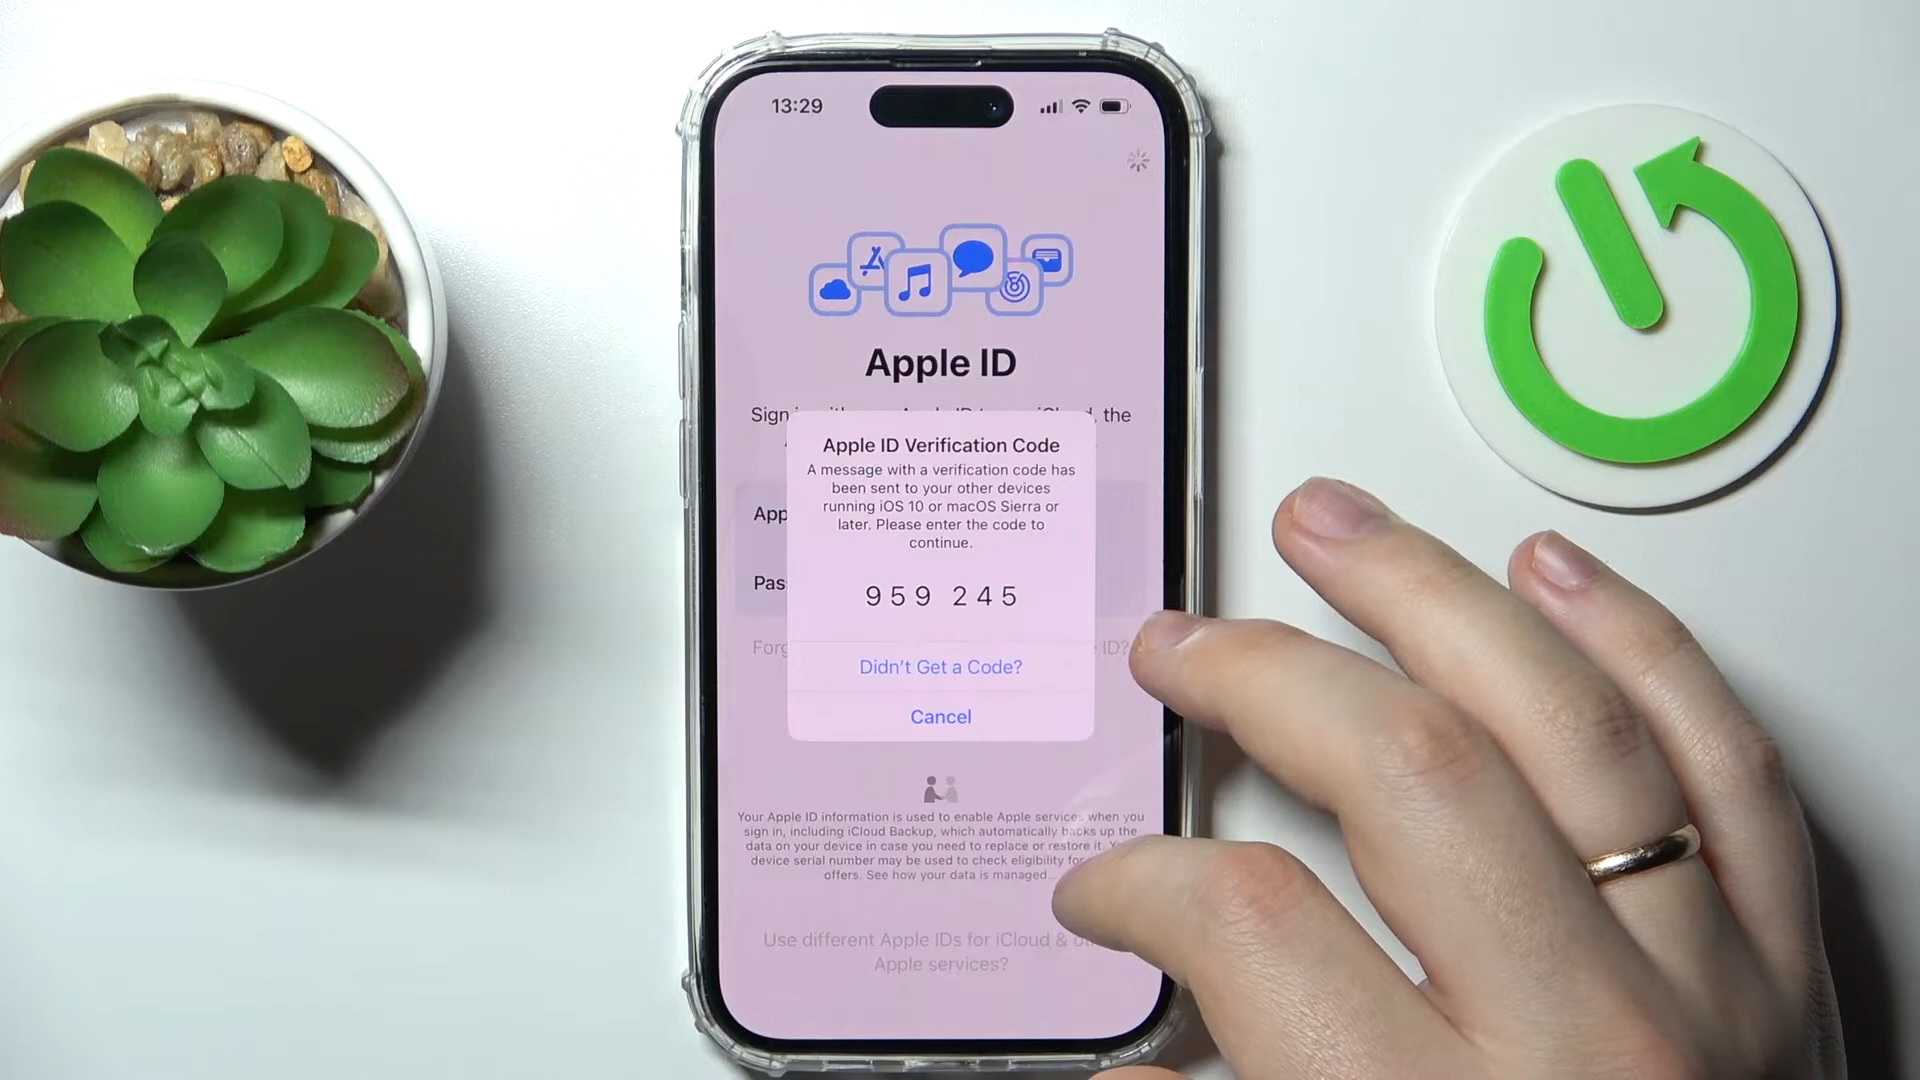 13:29
Apple ID
Sign the
Apple ID Verification Code
A message with a verification code has
been sent to your other devices
running iOS 10 or macOS Sierra or
later. Please enter the code to
continue.
App
Pas
959 245
Forg ID?
Didn't Get a Code?
Cancel
Your Apple ID information is used to enable Apple services when you
sign in, including iCloud Backup, which automatically backs up the
data on your device in case you need to replace or restore it.
device serial number may be used to check eligibility for
offers. See how your data is managed...
Use different Apple IDs for iCloud &
Apple services?